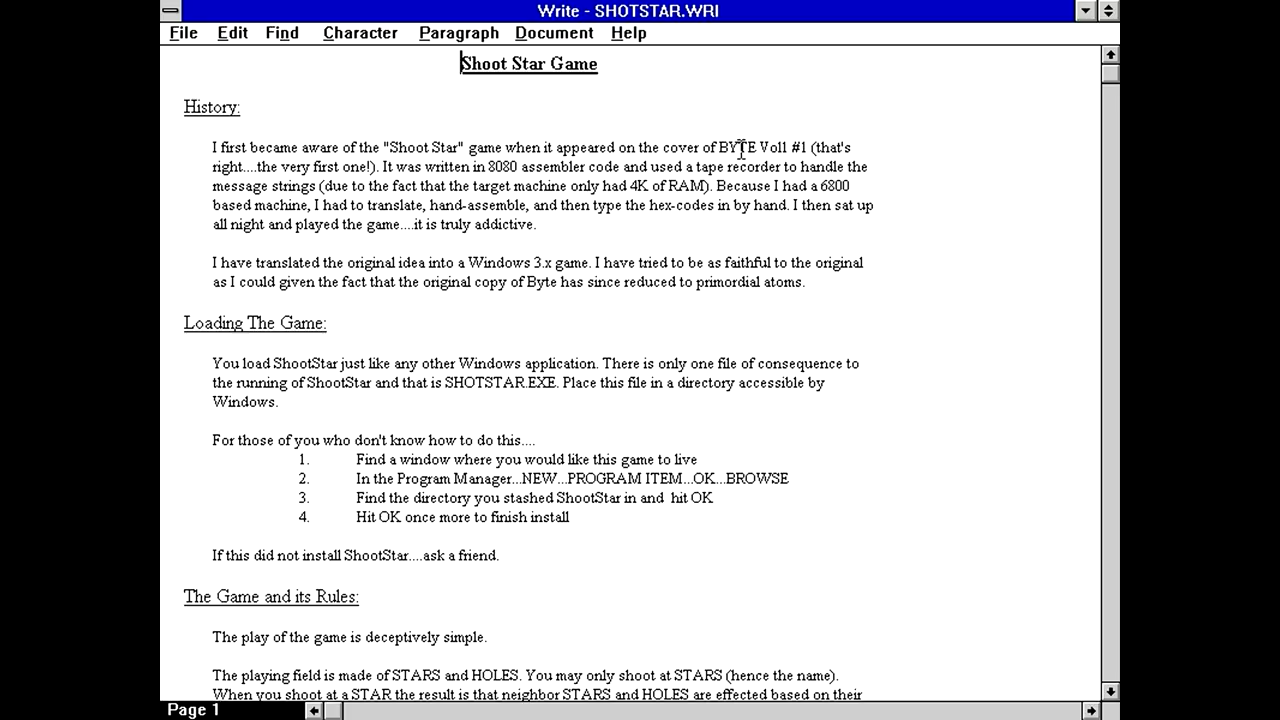 Write - SHOTSTAR.WRI
File Edit Find Character Paragraph Document Help
Shoot Star Game
History:
I first became aware of the "Shoot Star" game when it appeared on the cover of BYTE Vol1 #1 (that's
right....the very first one!). It was written in 8080 assembler code and used a tape recorder to handle the
message strings (due to the fact that the target machine only had 4K of RAM). Because I had a 6800
based machine, I had to translate, hand-assemble, and then type the hex-codes in by hand. I then sat up
all night and played the game....it is truly addictive.
I have translated the original idea into a Windows 3.x game. I have tried to be as faithful to the original
as I could given the fact that the original copy of Byte has since reduced to primordial atoms.
Loading The Game:
You load ShootStar just like any other Windows application. There is only one file of consequence to
the running of ShootStar and that is SHOTSTAR.EXE. Place this file in a directory accessible by
Windows.
For those of you who don't know how to do this....
1. Find a window where you would like this game to live
2. In the Program Manager...NEW...PROGRAM ITEM...OK...BROWSE
3. Find the directory you stashed ShootStar in and  hit OK
4. Hit OK once more to finish install
If this did not install ShootStar....ask a friend.
The Game and its Rules:
The play of the game is deceptively simple.
The playing field is made of STARS and HOLES. You may only shoot at STARS (hence the name).
When you shoot at a STAR the result is that neighbor STARS and HOLES are effected based on their
Page 1